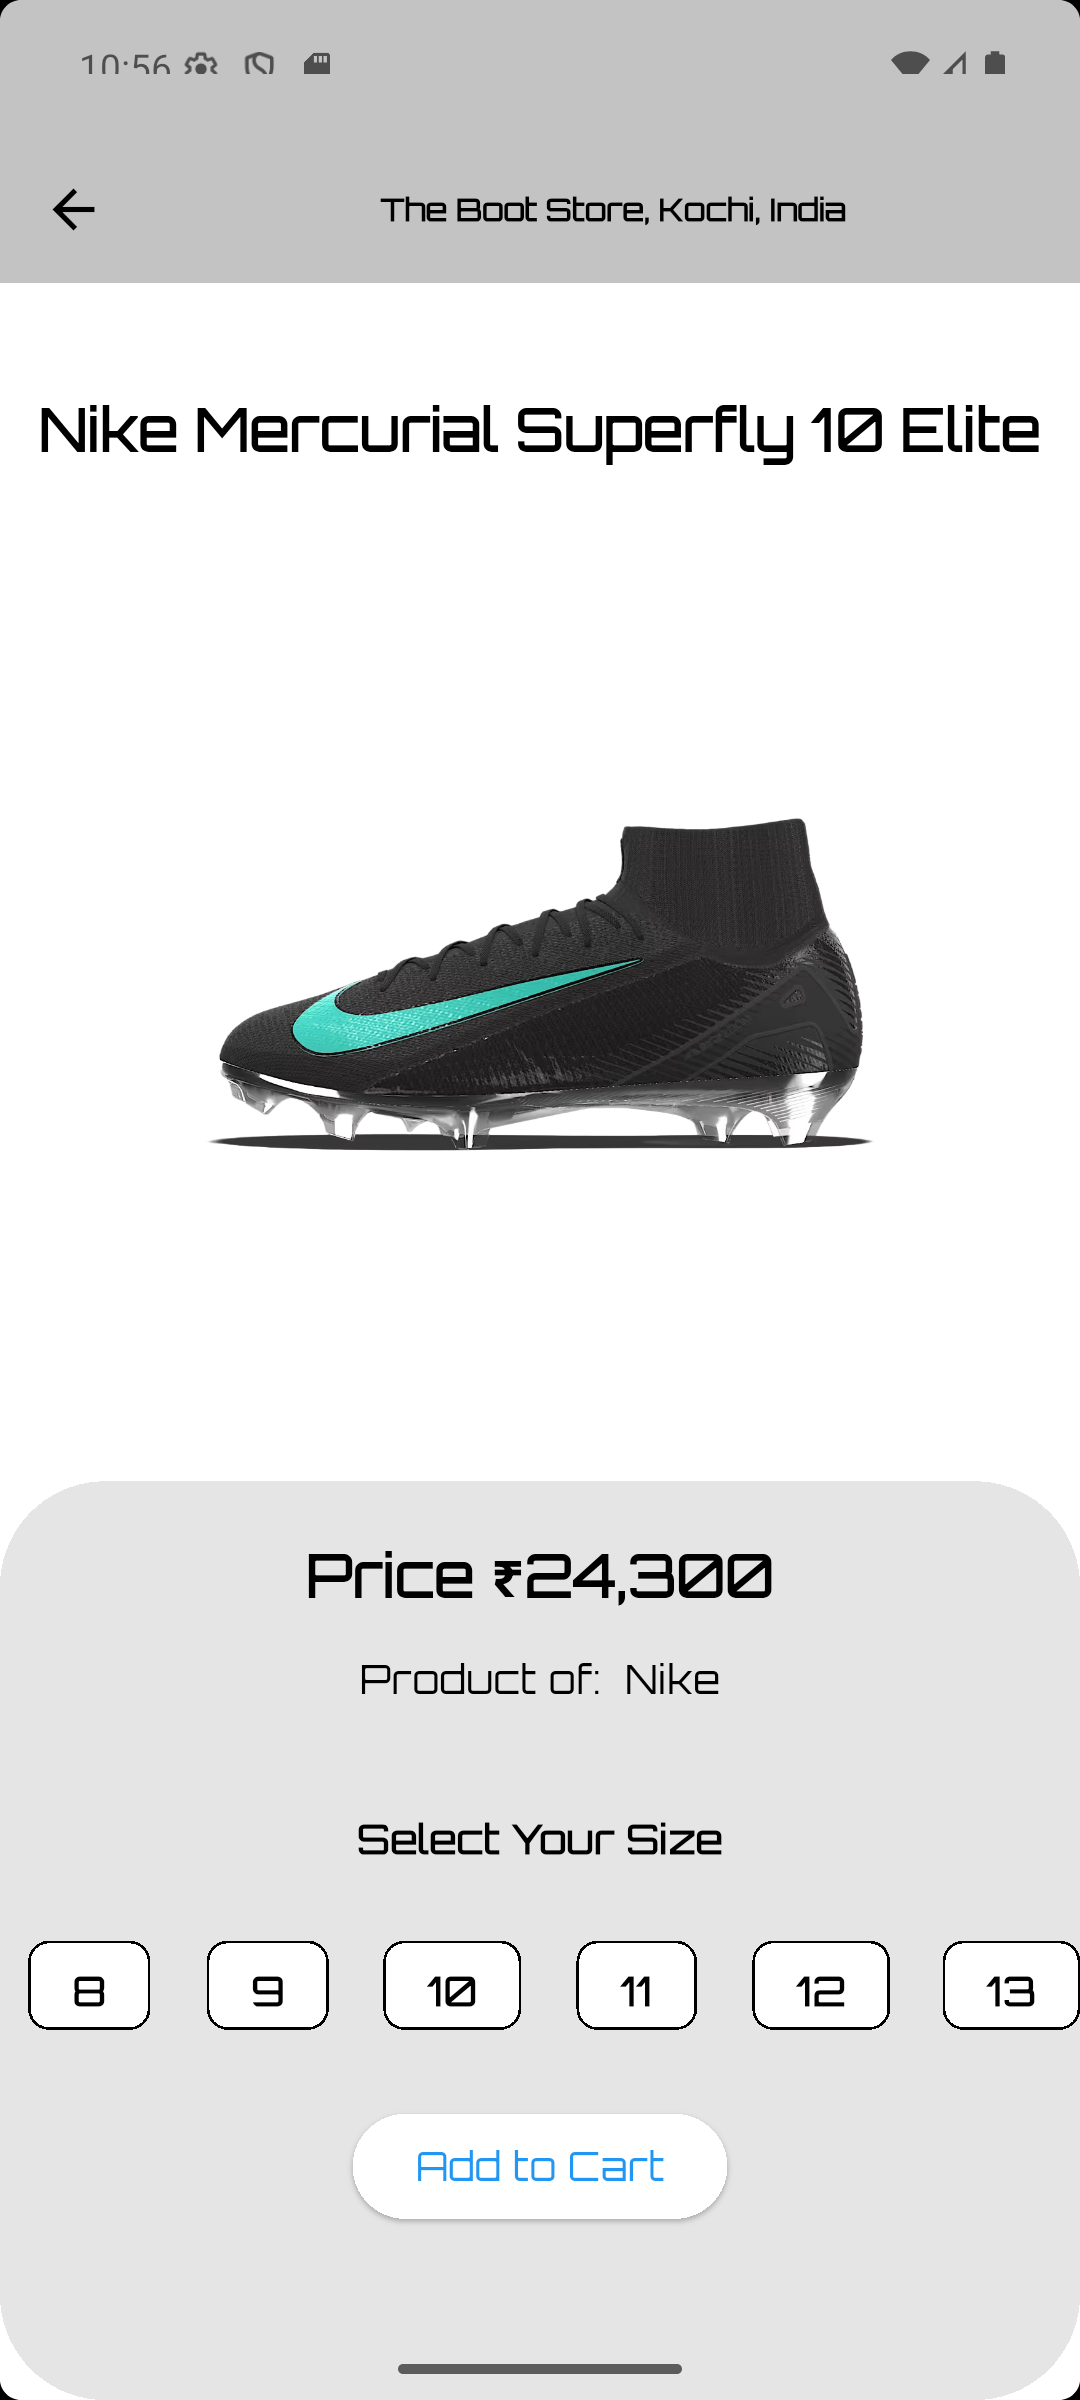 10:56
The Boot Store, Kochi, India
Nike Mercurial Superfly 10 Elite
Price ₹24,300
Product of: Nike
Select Your Size
8 9 10 11 12 13
Add to Cart